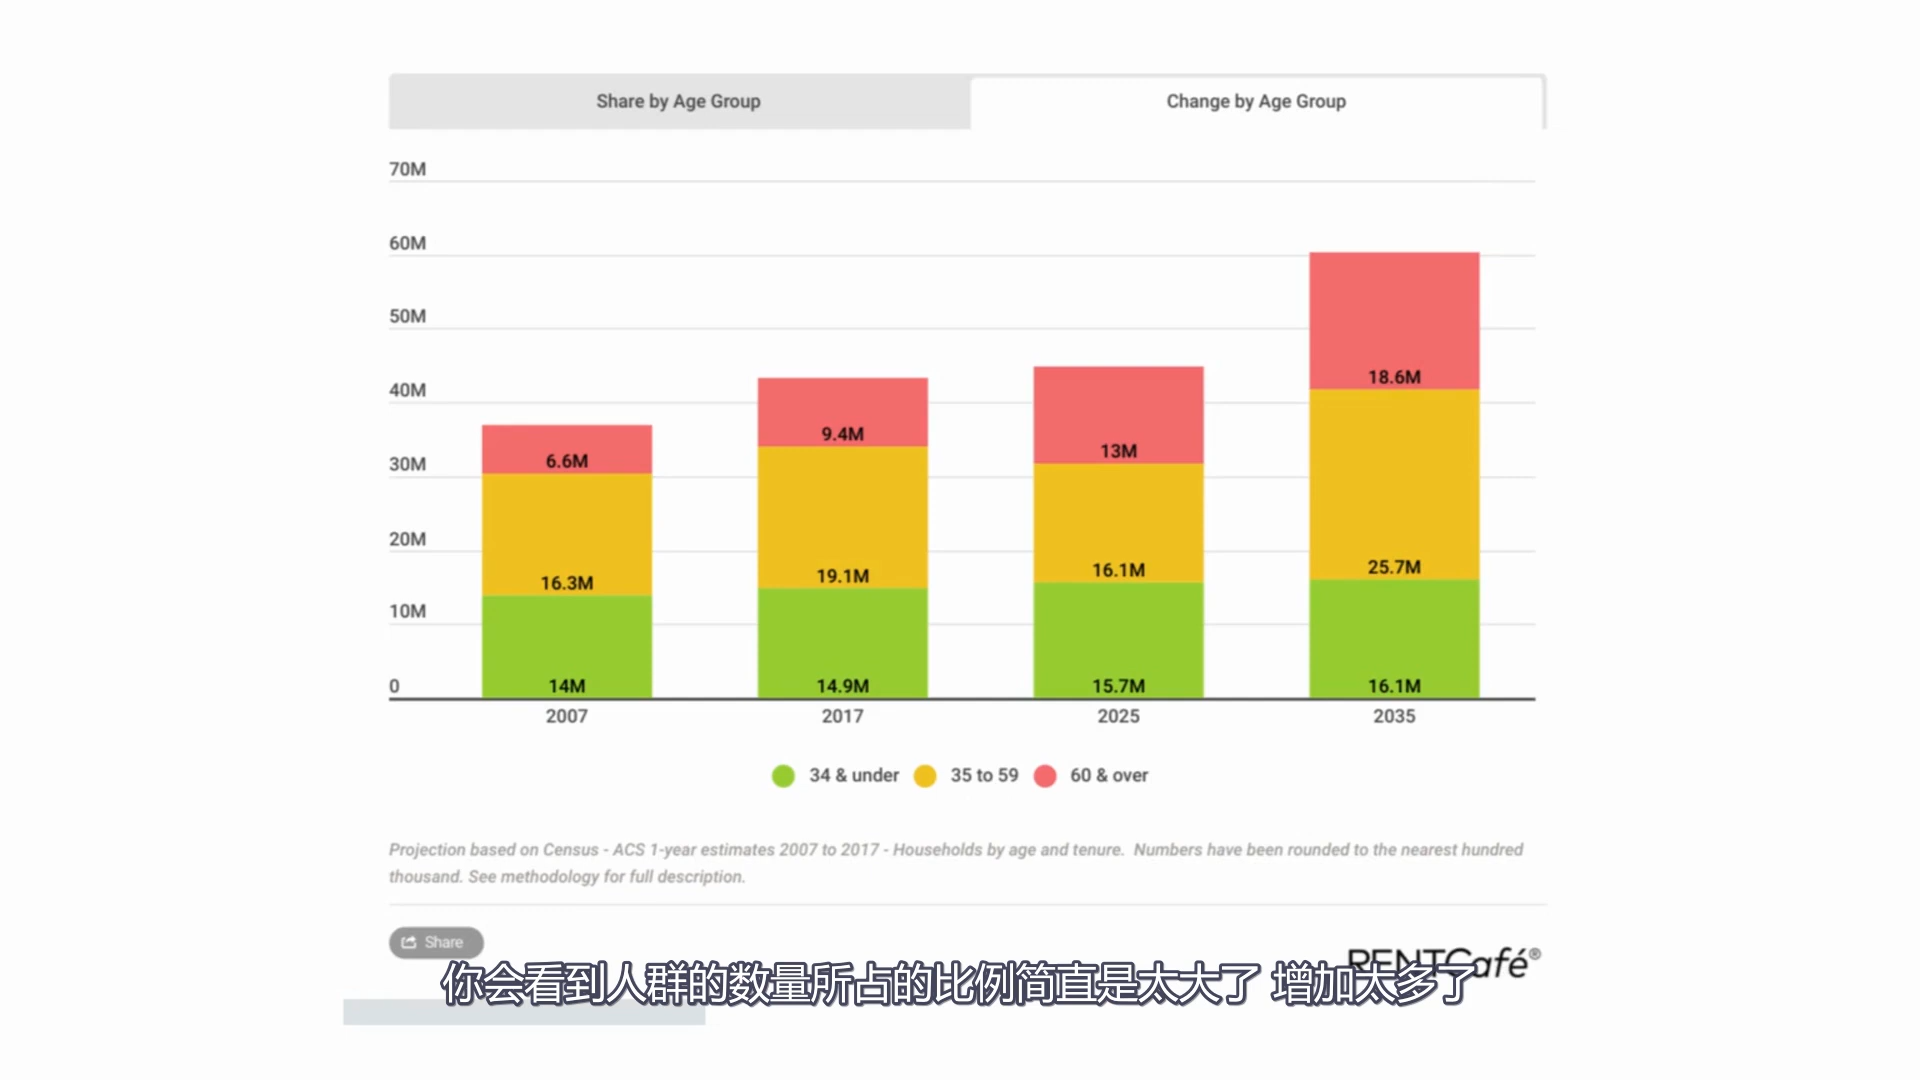 Share by Age Group
Change by Age Group
70M
60M
50M
40M
30M
20M
10M
0
6.6M
16.3M
14M
9.4M
19.1M
14.9M
13M
16.1M
15.7M
18.6M
25.7M
16.1M
2007
2017
2025
2035
34 & under
35 to 59
60 & over
Projection based on Census - ACS 1-year estimates 2007 to 2017 - Households by age and tenure. Numbers have been rounded to the nearest hundred
thousand. See methodology for full description.
Share
RENTCafé®
你会看到人群的数量所占的比例简直是太大了 增加太多了